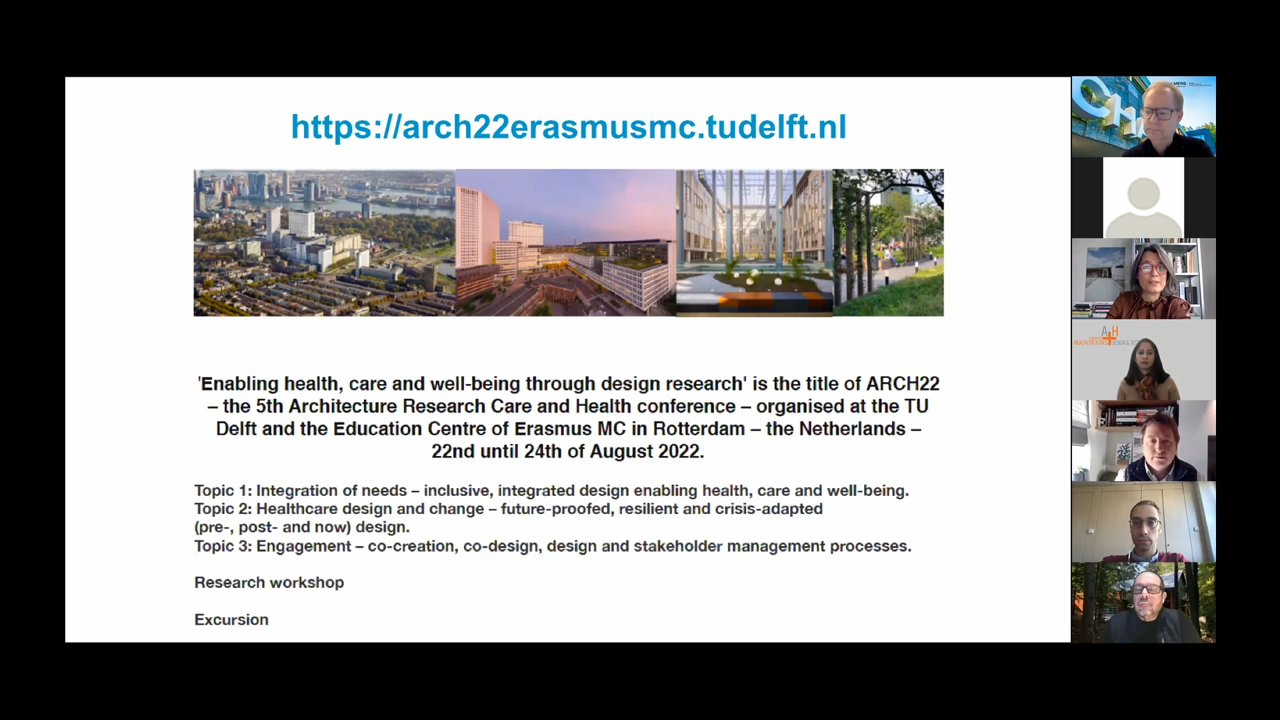 https://arch22erasmusmc.tudelft.nl
'Enabling health, care and well-being through design research' is the title of ARCH22
– the 5th Architecture Research Care and Health conference – organised at the TU
Delft and the Education Centre of Erasmus MC in Rotterdam – the Netherlands –
22nd until 24th of August 2022.
Topic 1: Integration of needs – inclusive, integrated design enabling health, care and well-being.
Topic 2: Healthcare design and change – future-proofed, resilient and crisis-adapted
(pre-, post- and now) design.
Topic 3: Engagement – co-creation, co-design, design and stakeholder management processes.
Research workshop
Excursion
A+H